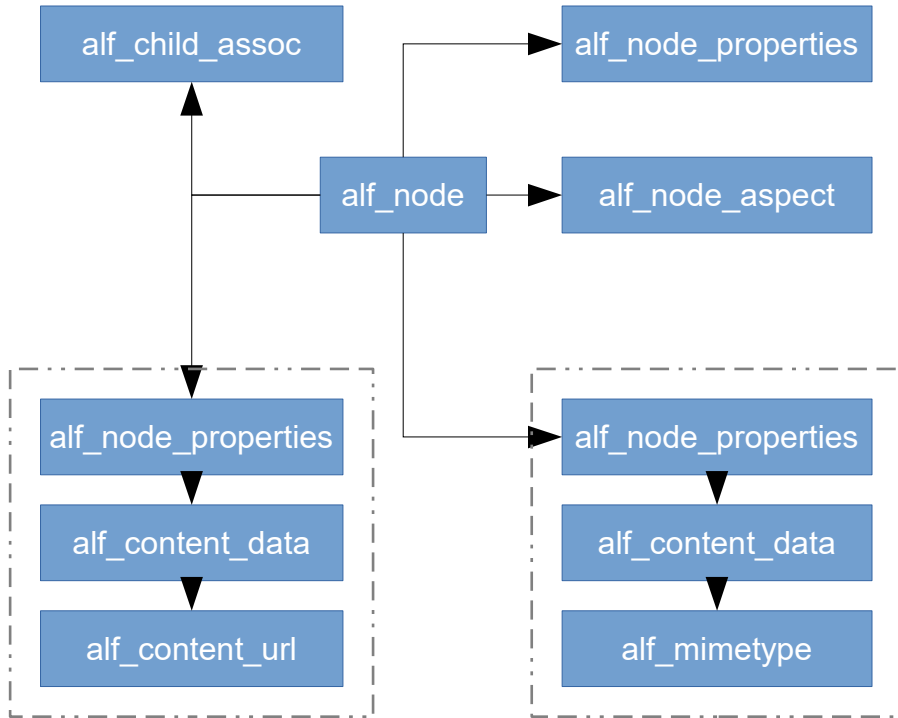 alf_child_assoc
alf_node_properties
alf_node
alf_node_aspect
alf_node_properties
alf_node_properties
alf_content_data
alf_content_data
alf_content_url
alf_mimetype